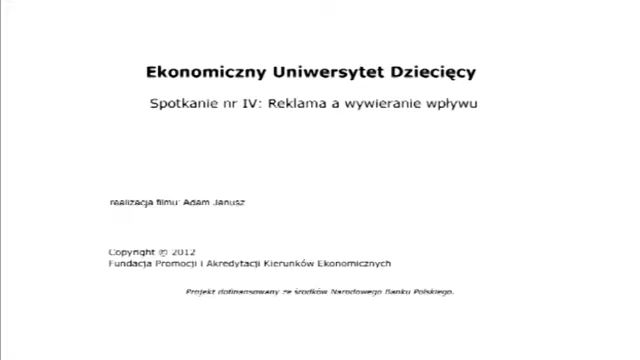 Ekonomiczny Uniwersytet Dziecięcy
Spotkanie nr IV: Reklama a wywieranie wpływu
realizacja filmu: Adam Janusz
Copyright © 2012
Fundacja Promocji i Akredytacji Kierunków Ekonomicznych
Projekt dofinansowany ze środków Narodowego Banku Polskiego.